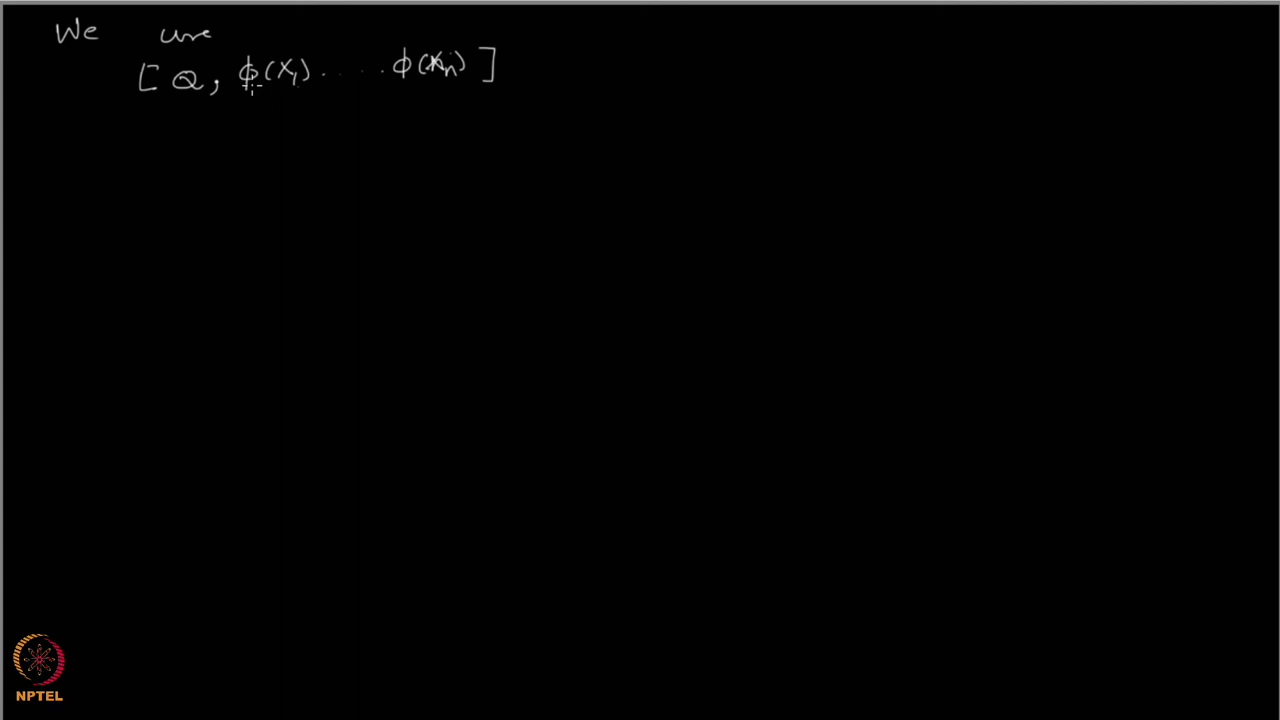 We use
[ Q, ϕ(x₁) ..... ϕ(xₙ) ]
NPTEL